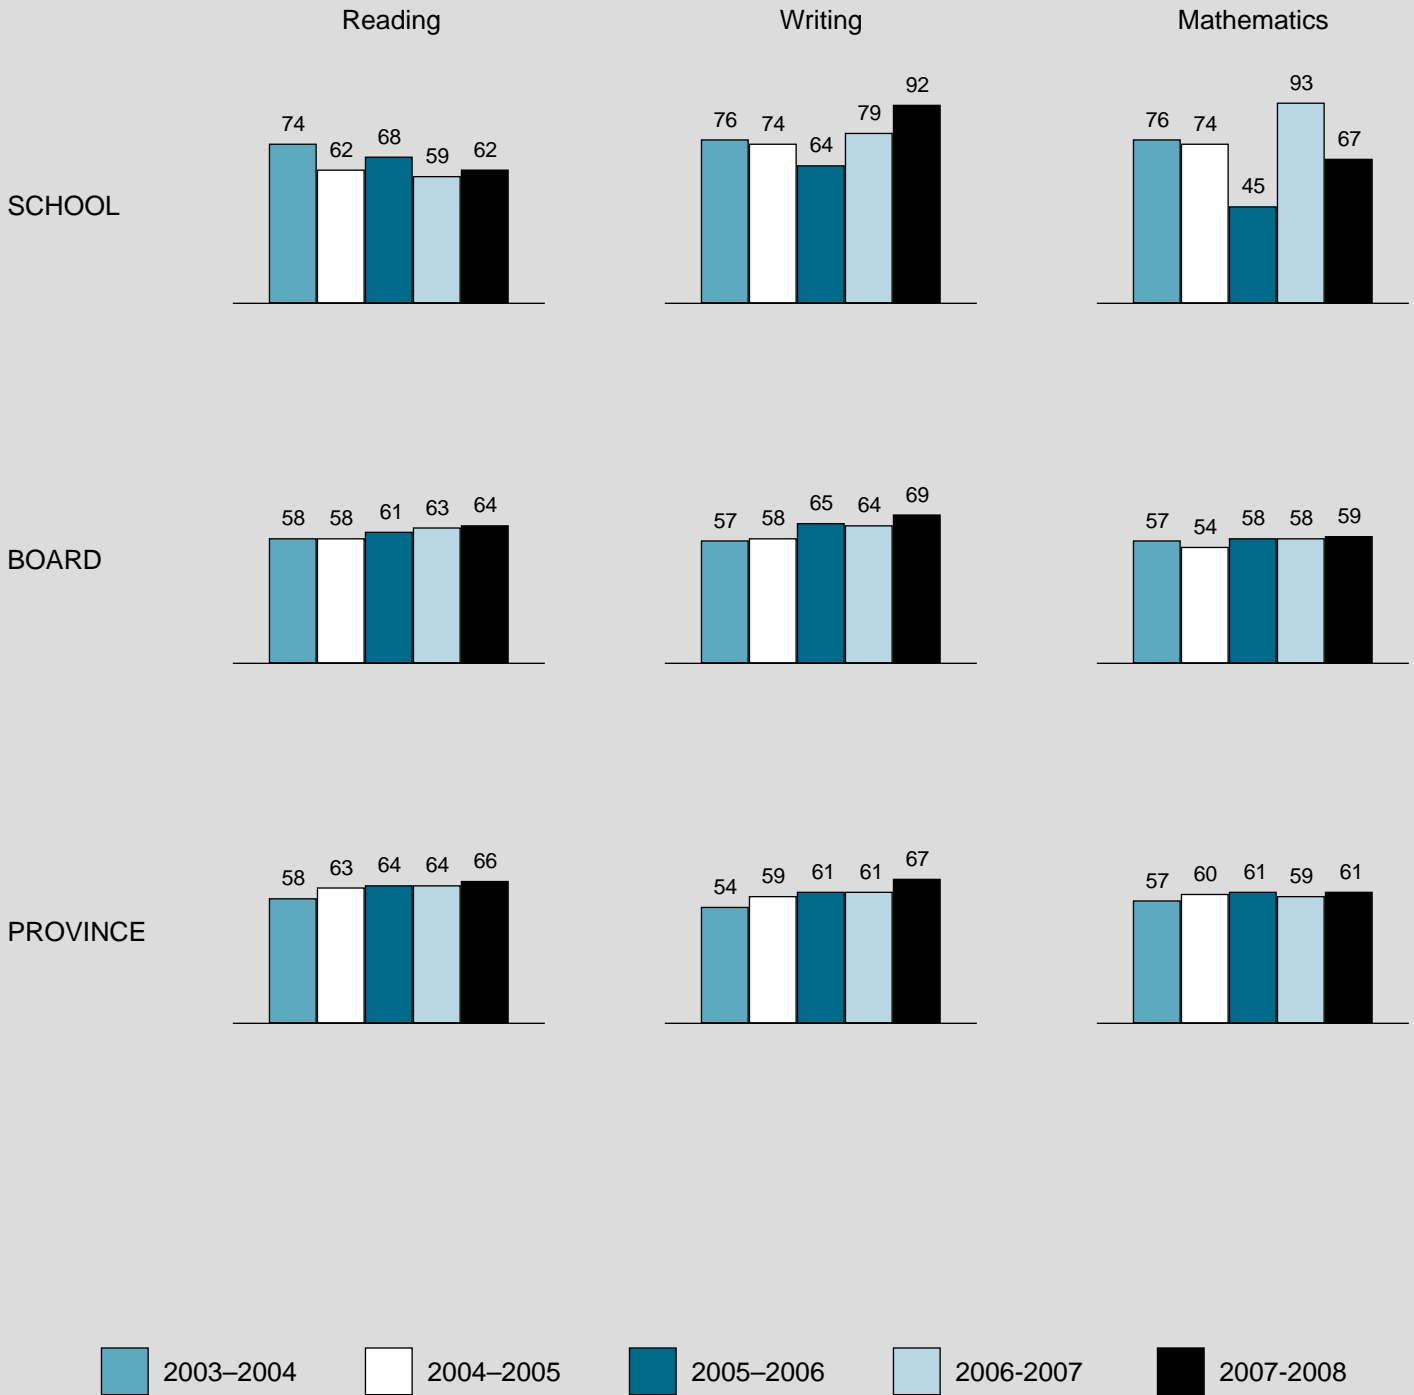 Reading Writing Mathematics
SCHOOL
74 62 68 59 62
76 74 64 79 92
76 74 45 93 67
BOARD
58 58 61 63 64
57 58 65 64 69
57 54 58 58 59
PROVINCE
58 63 64 64 66
54 59 61 61 67
57 60 61 59 61
2003–2004 2004–2005 2005–2006 2006-2007 2007-2008